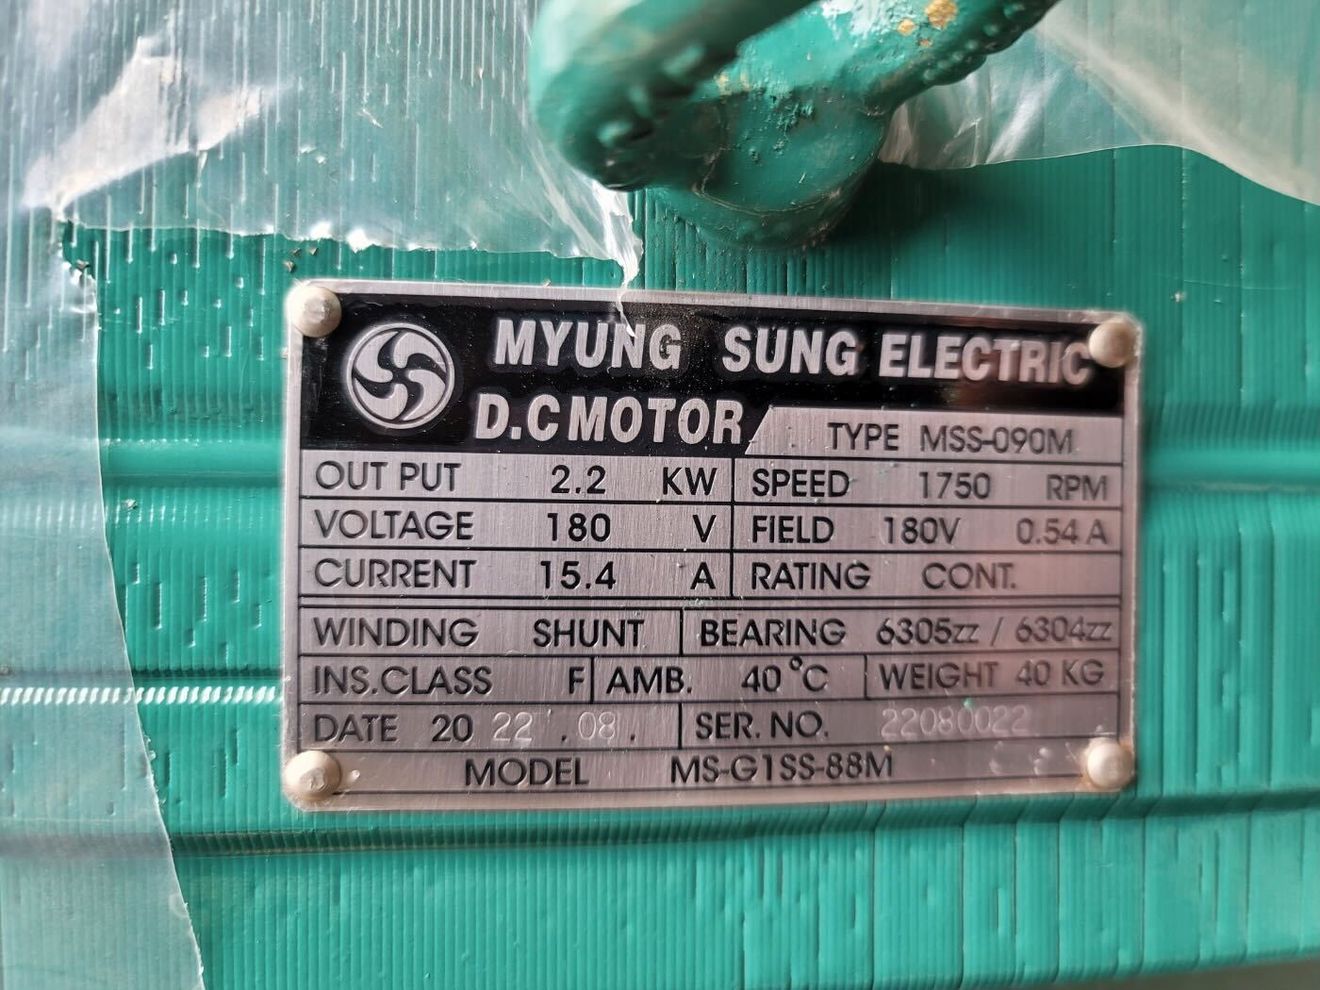 MYUNG SUNG ELECTRIC
D.C MOTOR TYPE MSS-090M
OUT PUT 2.2 KW SPEED 1750 RPM
VOLTAGE 180 V FIELD 180V 0.54 A
CURRENT 15.4 A RATING CONT.
WINDING SHUNT BEARING 6305zz / 6304zz
INS.CLASS F AMB. 40°C WEIGHT 40 KG
DATE 20 22 . 08 . SER. NO. 22080022
MODEL MS-G1SS-88M